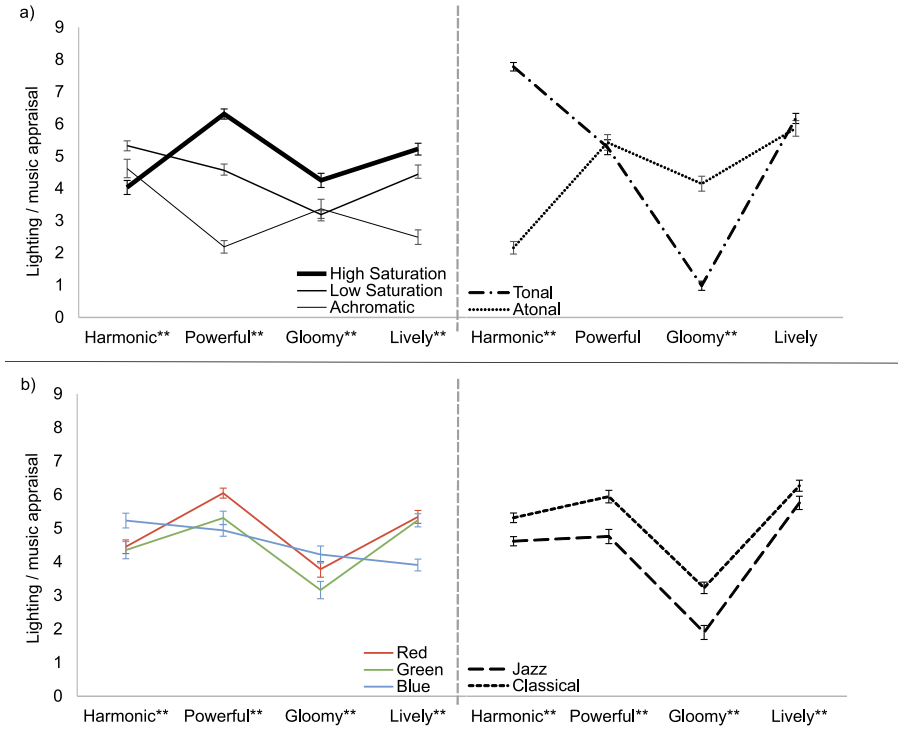 a)
Lighting / music appraisal
9
8
7
6
5
4
3
2
1
0
High Saturation
Low Saturation
Achromatic
Tonal
Atonal
Harmonic** Powerful** Gloomy** Lively** Harmonic** Powerful Gloomy** Lively
b)
Lighting / music appraisal
9
8
7
6
5
4
3
2
1
0
Red
Green
Blue
Jazz
Classical
Harmonic** Powerful** Gloomy** Lively** Harmonic** Powerful** Gloomy** Lively**